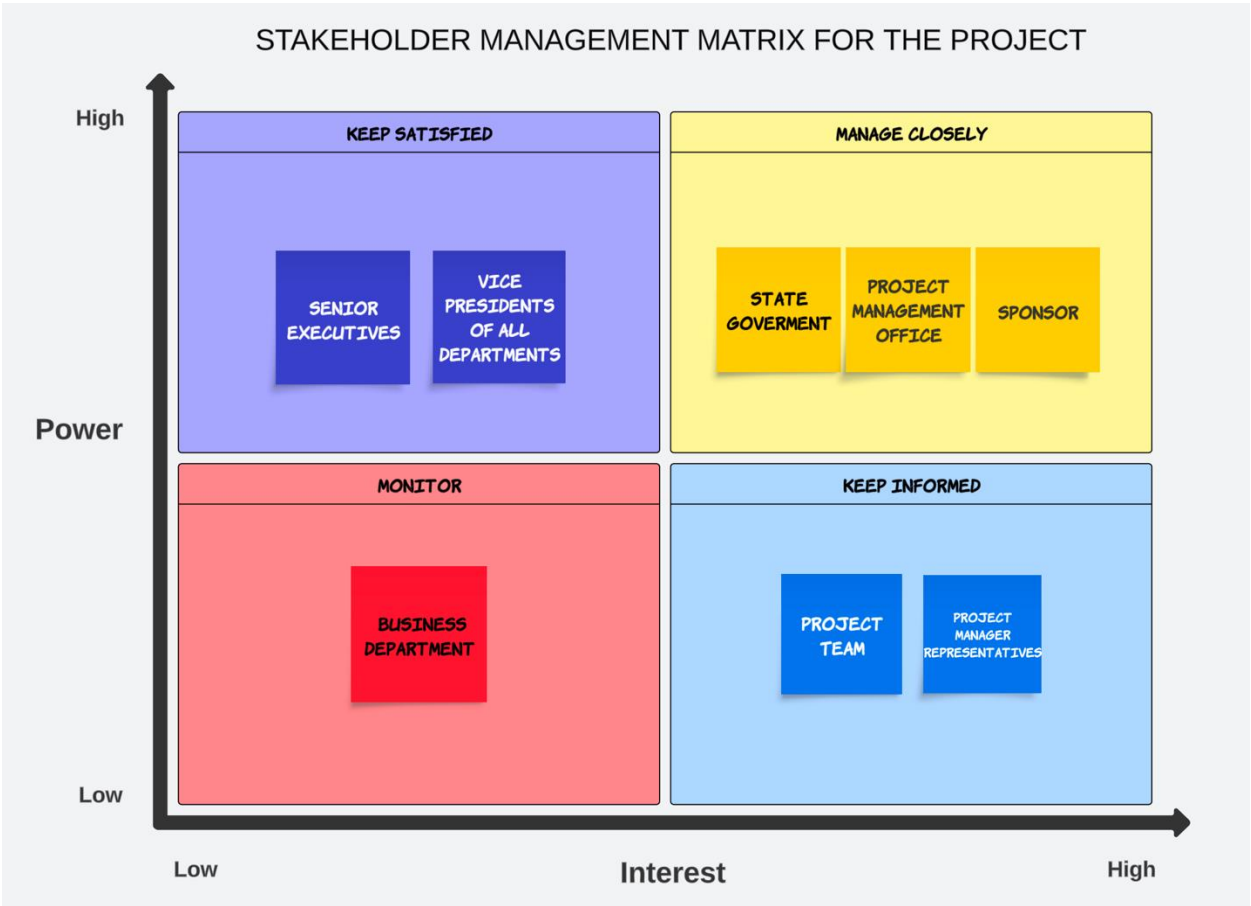 STAKEHOLDER MANAGEMENT MATRIX FOR THE PROJECT
High
KEEP SATISFIED
MANAGE CLOSELY
SENIOR
EXECUTIVES
VICE
PRESIDENTS
OF ALL
DEPARTMENTS
STATE
GOVERMENT
PROJECT
MANAGEMENT
OFFICE
SPONSOR
Power
MONITOR
KEEP INFORMED
BUSINESS
DEPARTMENT
PROJECT
TEAM
PROJECT
MANAGER
REPRESENTATIVES
Low
Low
Interest
High